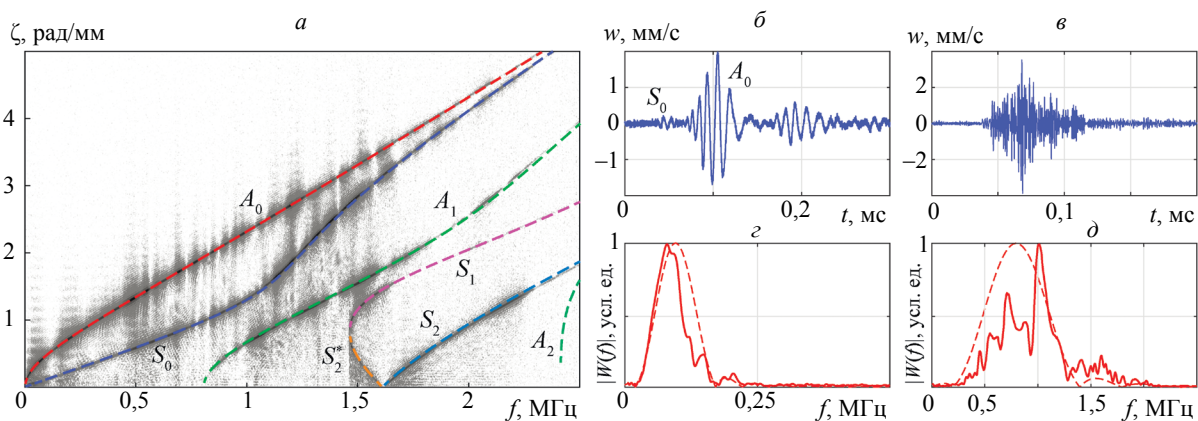 а
ζ, рад/мм
4
3
2
1
0
0,5
1
1,5
2
f, МГц
A₀
S₀
A₁
S₁
S₂
S₂*
A₂
б
w, мм/с
1
0
–1
S₀
A₀
0
0,2
t, мс
в
w, мм/с
2
0
–2
0
0,1
t, мс
г
|W(f)|, усл. ед.
1
0
0,25
f, МГц
д
|W(f)|, усл. ед.
1
0
0,5
1,5
f, МГц